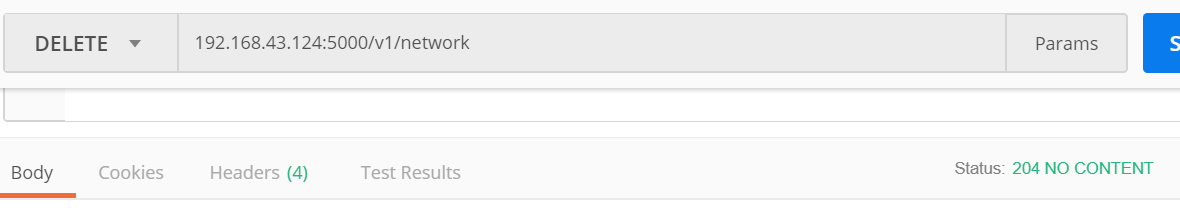 DELETE 192.168.43.124:5000/v1/network Params S
Body Cookies Headers (4) Test Results Status: 204 NO CONTENT